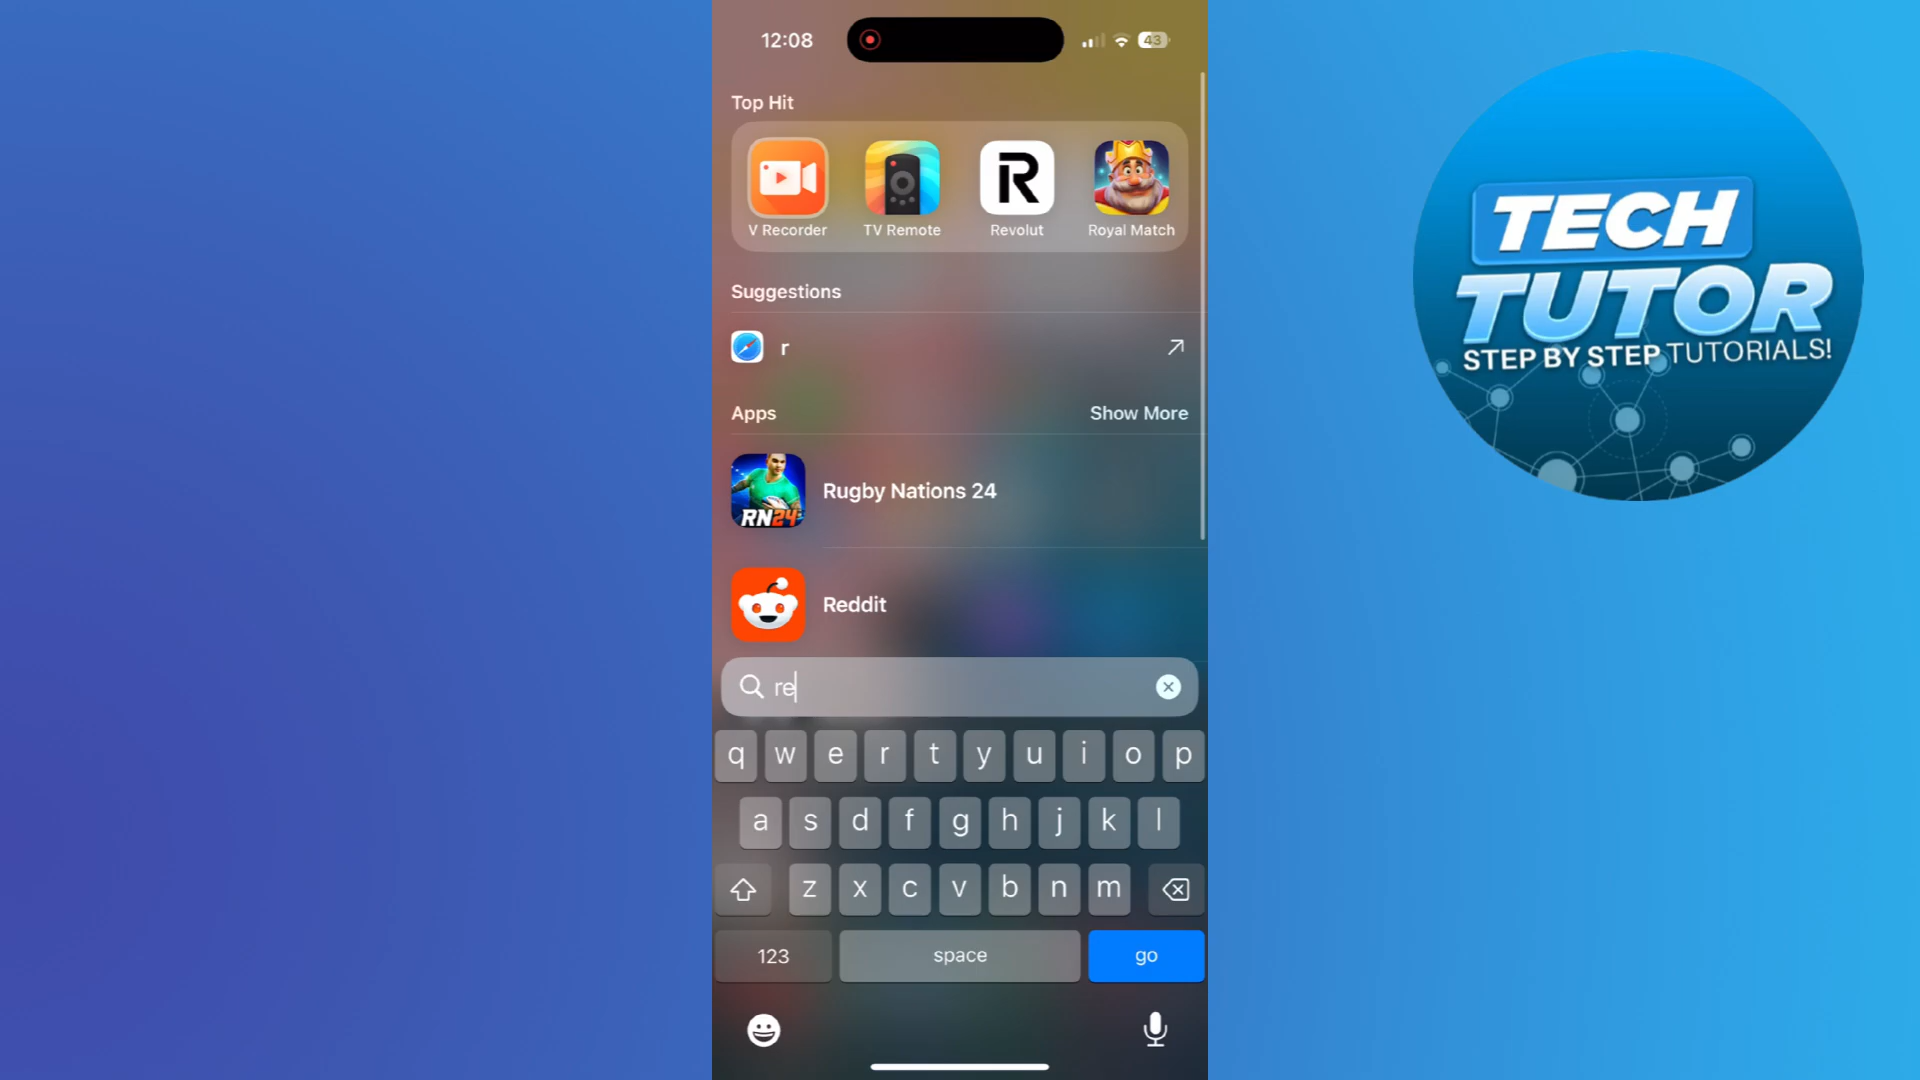 12:08
43
Top Hit
V Recorder
TV Remote
R
Revolut
Royal Match
Suggestions
r
Apps
Show More
RN24
Rugby Nations 24
Reddit
re
q w e r t y u i o p
a s d f g h j k l
z x c v b n m
123
space
go
TECH
TUTOR
STEP BY STEP TUTORIALS!